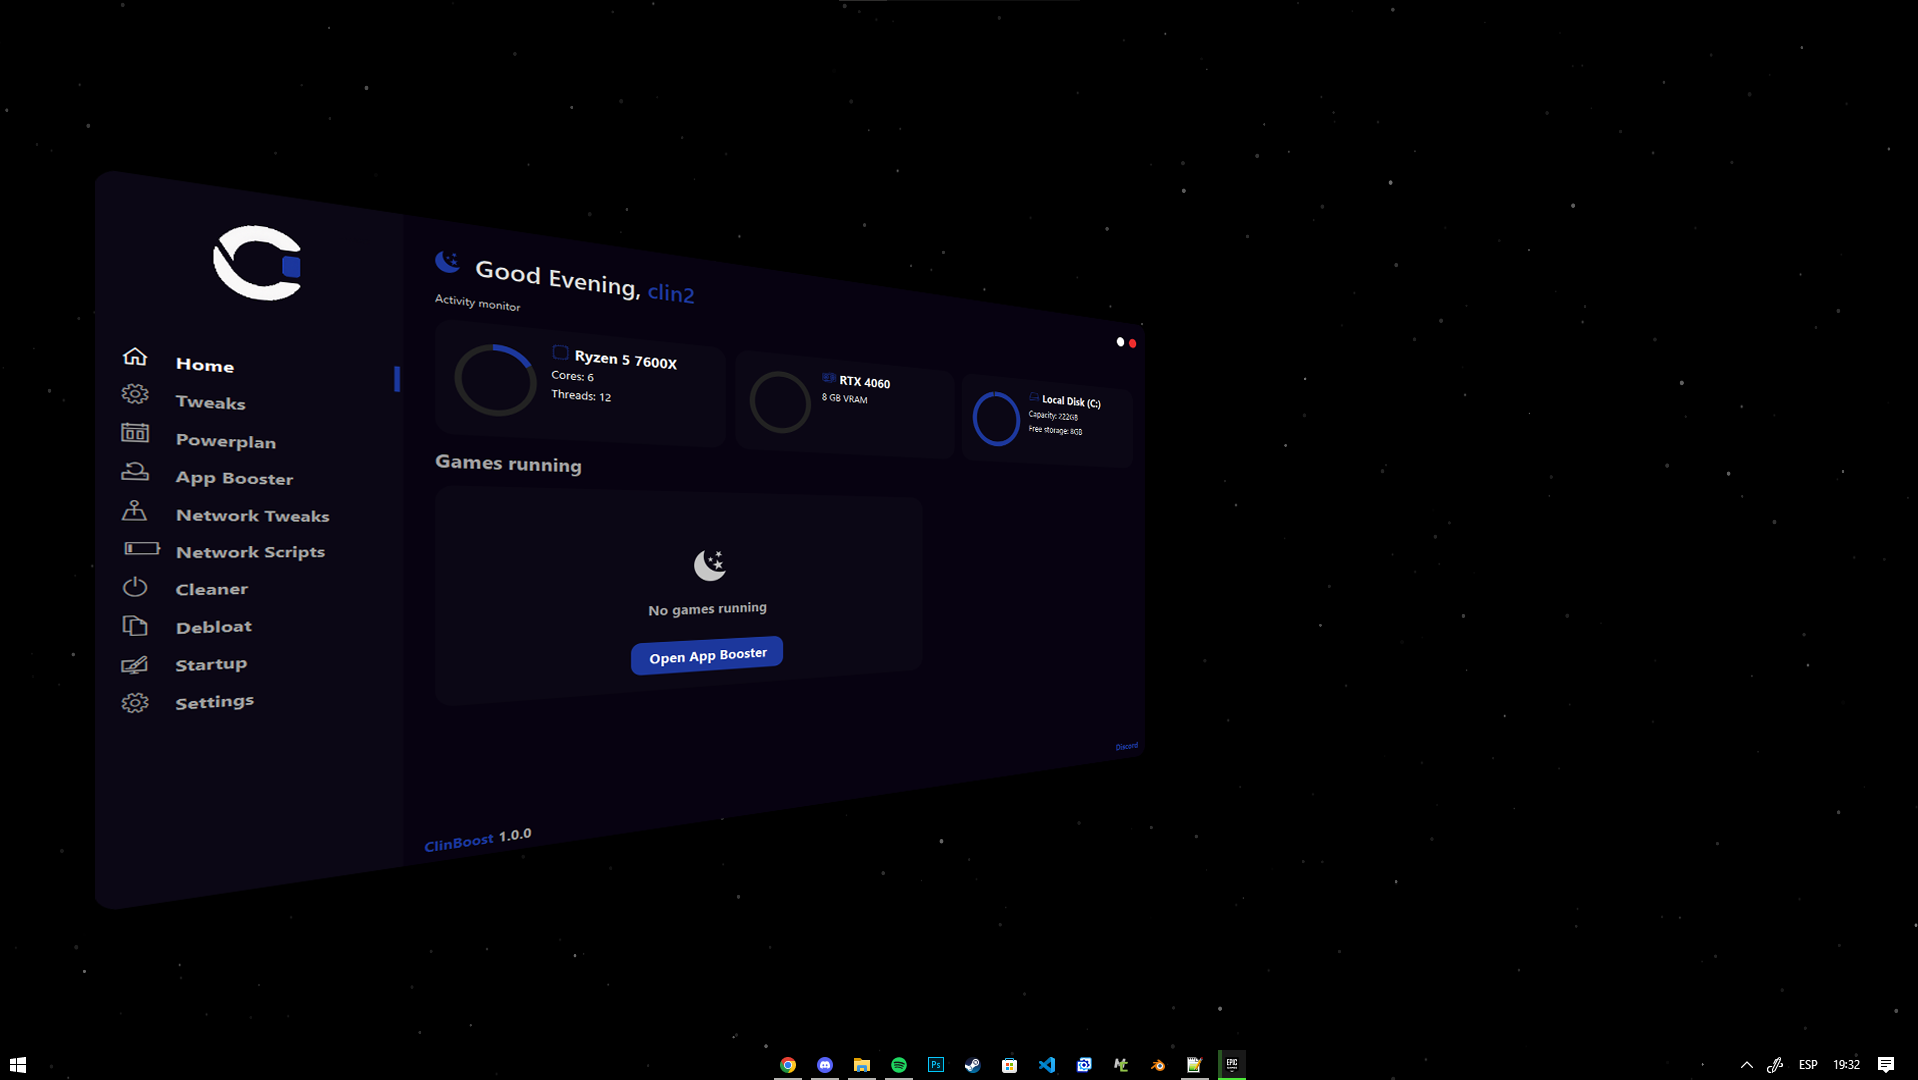 Good Evening, clin2
Activity monitor
Home
Tweaks
Powerplan
App Booster
Network Tweaks
Network Scripts
Cleaner
Debloat
Startup
Settings
Ryzen 5 7600X
Cores: 6
Threads: 12
RTX 4060
8 GB VRAM
Local Disk (C:)
Capacity: 222GB
Free storage: 8GB
Games running
No games running
Open App Booster
Discord
ClinBoost 1.0.0
Ps
EPIC
ESP
19:32